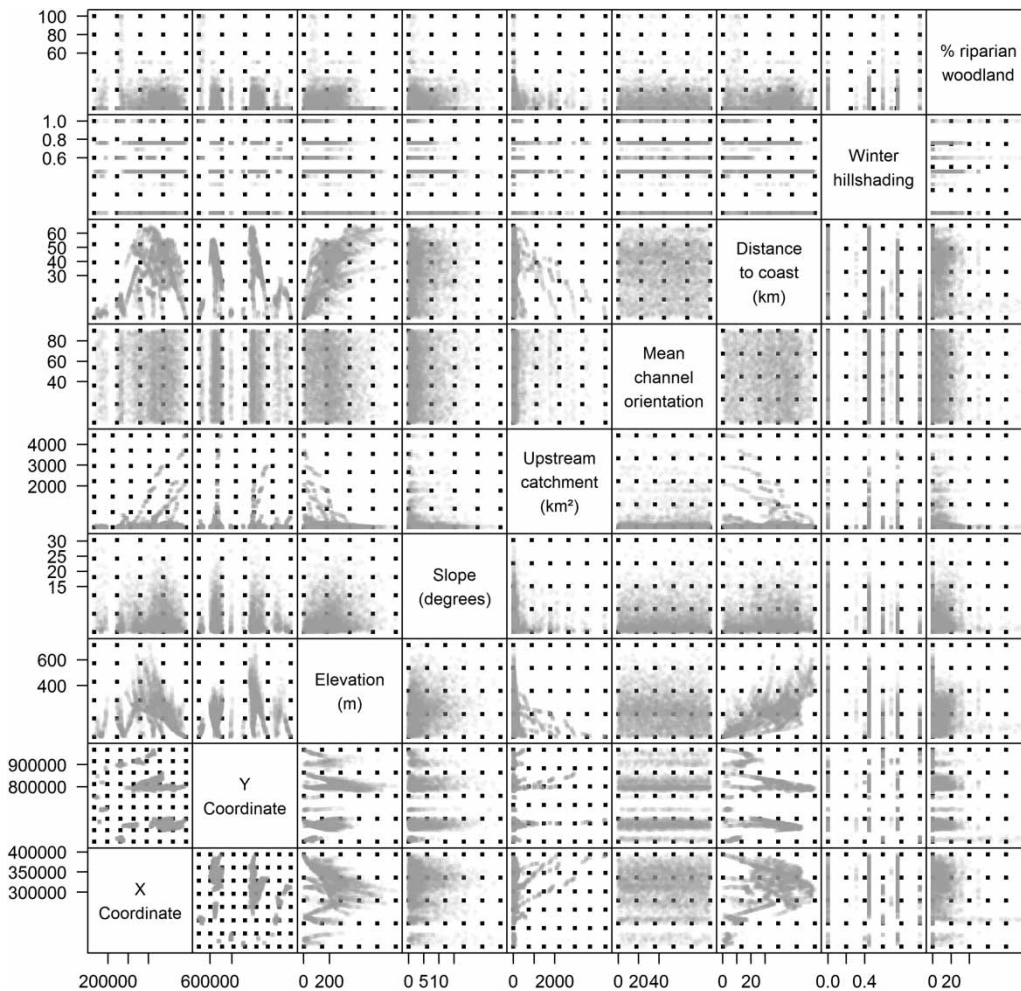 100
80
60
% riparian
woodland
1.0
0.8
0.6
Winter
hillshading
60
50
40
30
Distance
to coast
(km)
80
60
40
Mean
channel
orientation
4000
3000
2000
Upstream
catchment
(km²)
30
25
20
15
Slope
(degrees)
600
400
Elevation
(m)
900000
800000
Y
Coordinate
400000
350000
300000
X
Coordinate
200000 600000 0 200 0 510 0 2000 0 2040 0 20 0.0 0.4 0 20